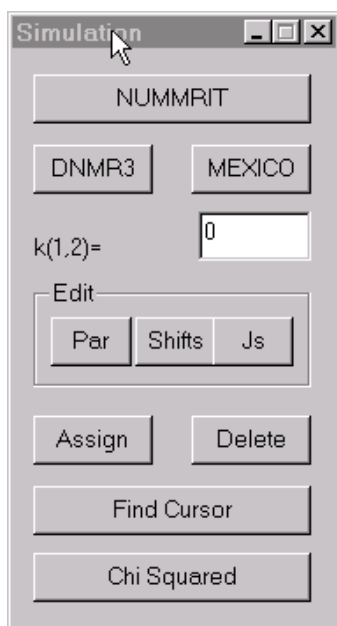 Simulation
NUMMRIT
DNMR3 MEXICO
k(1,2)= 0
Edit
Par Shifts Js
Assign Delete
Find Cursor
Chi Squared